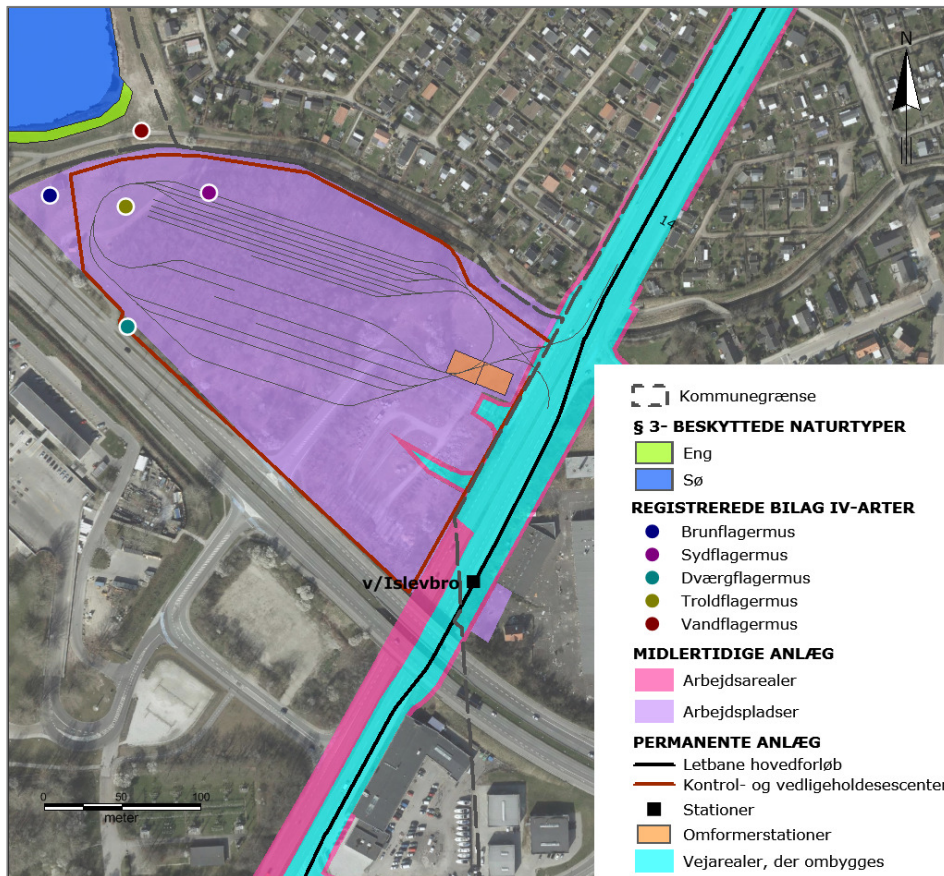 N
14
v/Islevbro
0 50 100
meter
Kommunegrænse
§ 3- BESKYTTEDE NATURTYPER
Eng
Sø
REGISTREREDE BILAG IV-ARTER
Brunflagermus
Sydflagermus
Dværgflagermus
Troldflagermus
Vandflagermus
MIDLERTIDIGE ANLÆG
Arbejdsarealer
Arbejdspladser
PERMANENTE ANLÆG
Letbane hovedforløb
Kontrol- og vedligeholdesescenter
Stationer
Omformerstationer
Vejarealer, der ombygges